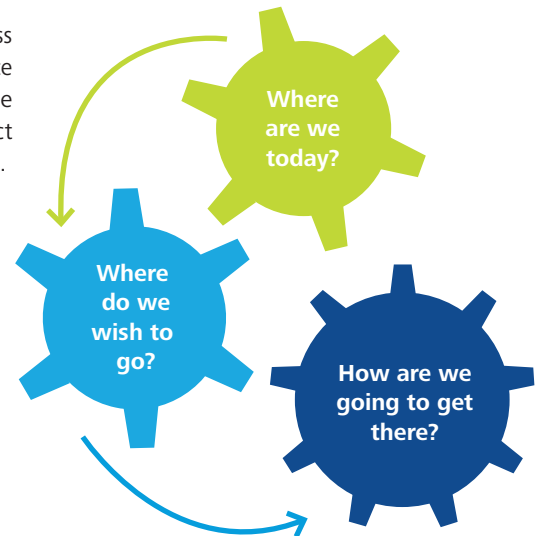 Where
are we
today?
Where
do we
wish to
go?
How are we
going to get
there?